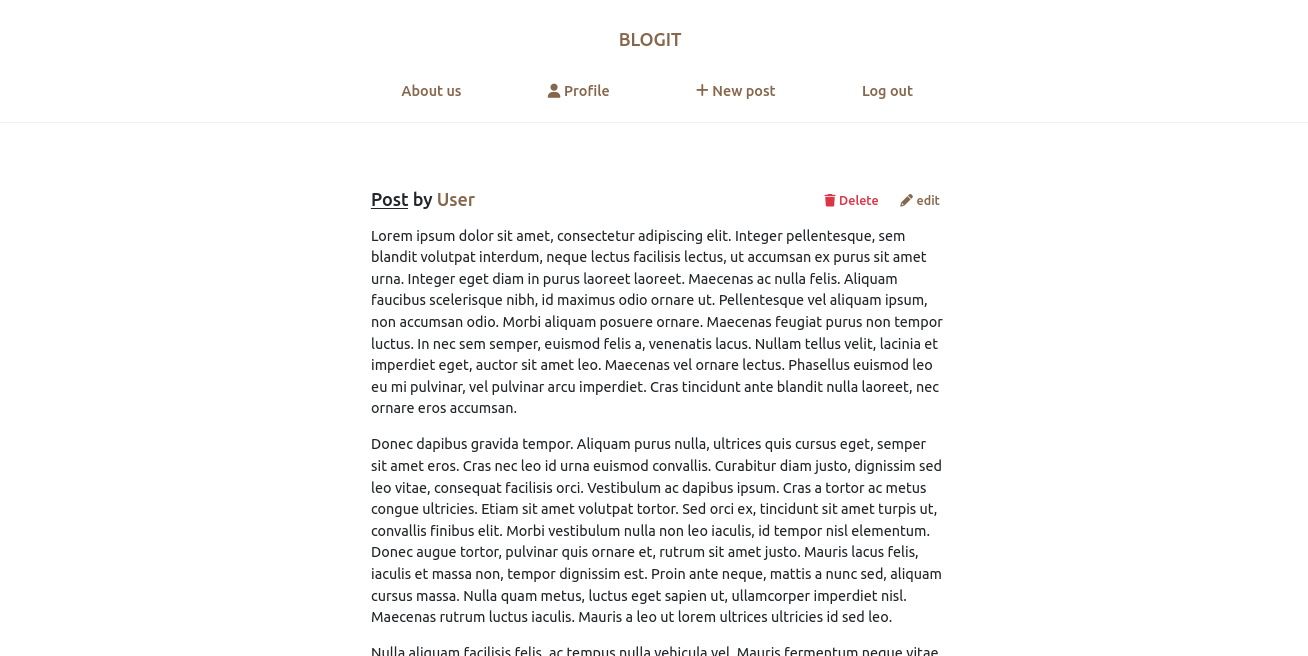 BLOGIT
About us Profile New post Log out
Post by User Delete edit
Lorem ipsum dolor sit amet, consectetur adipiscing elit. Integer pellentesque, sem
blandit volutpat interdum, neque lectus facilisis lectus, ut accumsan ex purus sit amet
urna. Integer eget diam in purus laoreet laoreet. Maecenas ac nulla felis. Aliquam
faucibus scelerisque nibh, id maximus odio ornare ut. Pellentesque vel aliquam ipsum,
non accumsan odio. Morbi aliquam posuere ornare. Maecenas feugiat purus non tempor
luctus. In nec sem semper, euismod felis a, venenatis lacus. Nullam tellus velit, lacinia et
imperdiet eget, auctor sit amet leo. Maecenas vel ornare lectus. Phasellus euismod leo
eu mi pulvinar, vel pulvinar arcu imperdiet. Cras tincidunt ante blandit nulla laoreet, nec
ornare eros accumsan.
Donec dapibus gravida tempor. Aliquam purus nulla, ultrices quis cursus eget, semper
sit amet eros. Cras nec leo id urna euismod convallis. Curabitur diam justo, dignissim sed
leo vitae, consequat facilisis orci. Vestibulum ac dapibus ipsum. Cras a tortor ac metus
congue ultricies. Etiam sit amet volutpat tortor. Sed orci ex, tincidunt sit amet turpis ut,
convallis finibus elit. Morbi vestibulum nulla non leo iaculis, id tempor nisl elementum.
Donec augue tortor, pulvinar quis ornare et, rutrum sit amet justo. Mauris lacus felis,
iaculis et massa non, tempor dignissim est. Proin ante neque, mattis a nunc sed, aliquam
cursus massa. Nulla quam metus, luctus eget sapien ut, ullamcorper imperdiet nisl.
Maecenas rutrum luctus iaculis. Mauris a leo ut lorem ultrices ultricies id sed leo.
Nulla aliquam facilisis felis, ac tempus nulla vehicula vel. Mauris fermentum neque vitae